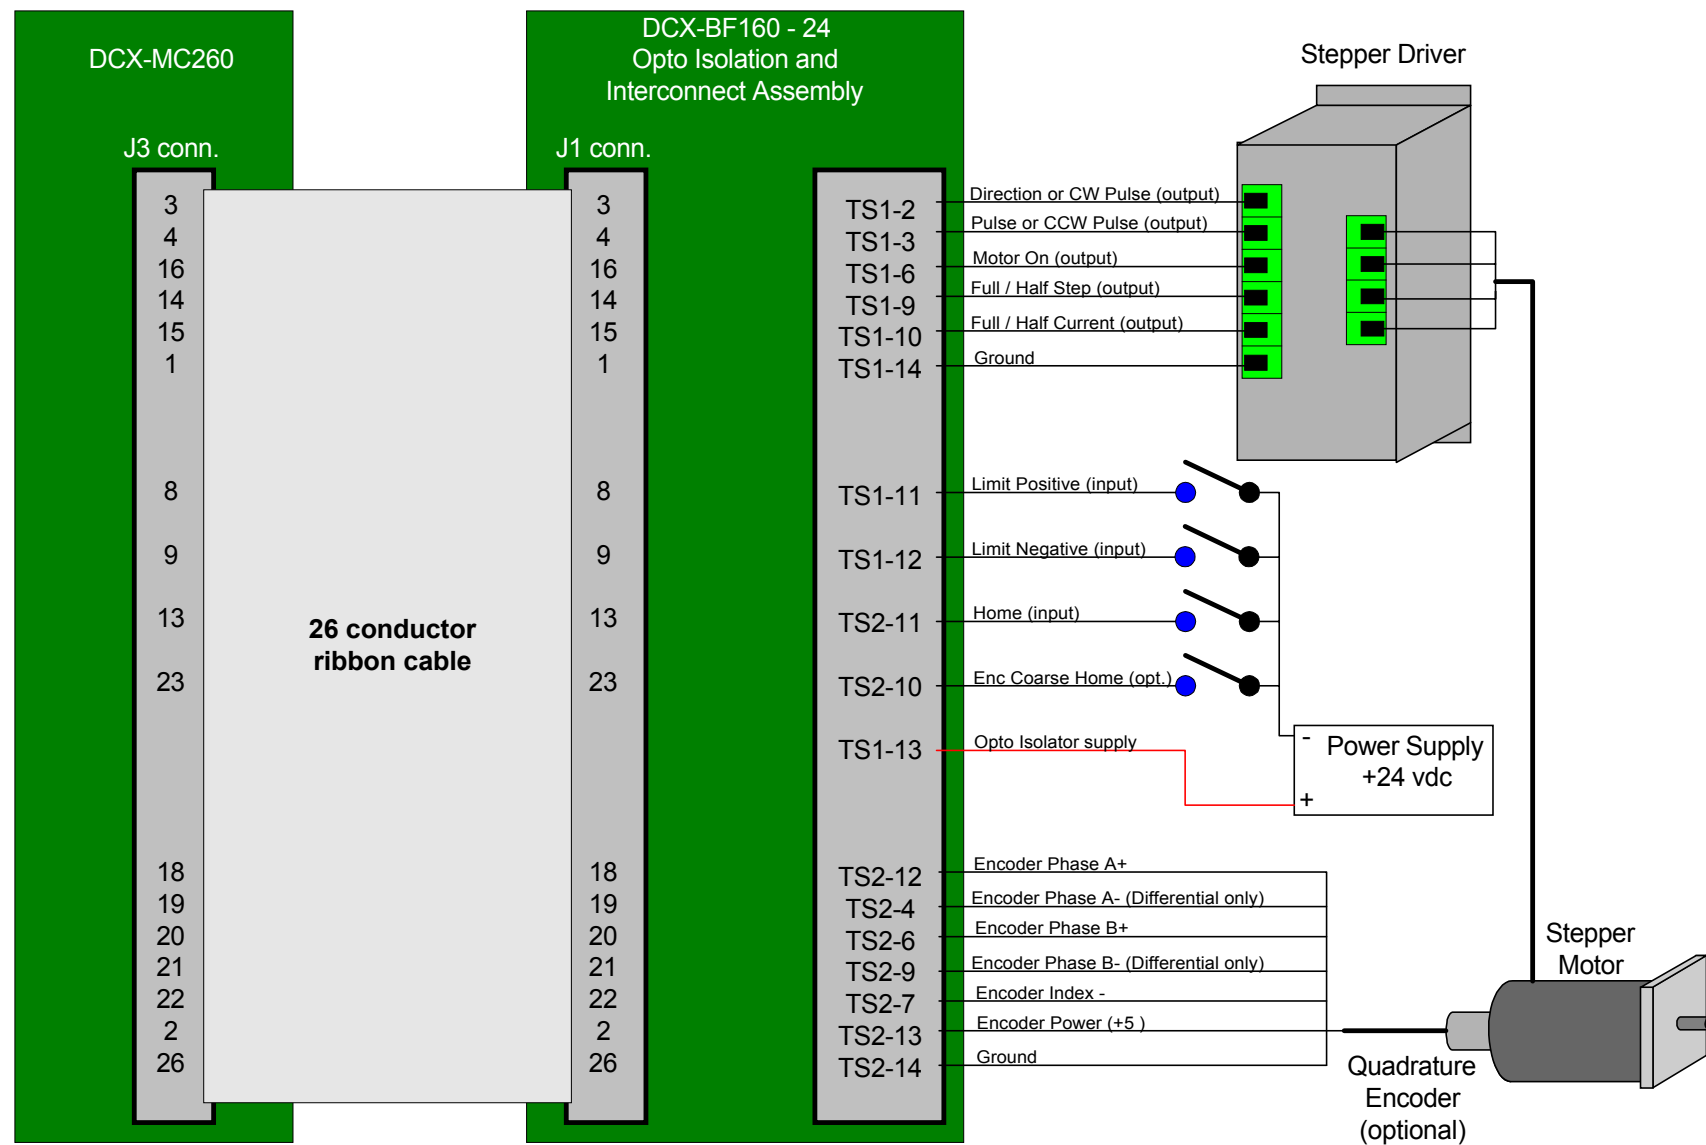 DCX-MC260
J3 conn.
3
4
16
14
15
1
8
9
13
23
18
19
20
21
22
2
26
26 conductor
ribbon cable
DCX-BF160 - 24
Opto Isolation and
Interconnect Assembly
J1 conn.
3
4
16
14
15
1
8
9
13
23
18
19
20
21
22
2
26
TS1-2
TS1-3
TS1-6
TS1-9
TS1-10
TS1-14
TS1-11
TS1-12
TS2-11
TS2-10
TS1-13
TS2-12
TS2-4
TS2-6
TS2-9
TS2-7
TS2-13
TS2-14
Direction or CW Pulse (output)
Pulse or CCW Pulse (output)
Motor On (output)
Full / Half Step (output)
Full / Half Current (output)
Ground
Limit Positive (input)
Limit Negative (input)
Home (input)
Enc Coarse Home (opt.)
Opto Isolator supply
Encoder Phase A+
Encoder Phase A- (Differential only)
Encoder Phase B+
Encoder Phase B- (Differential only)
Encoder Index -
Encoder Power (+5 )
Ground
Stepper Driver
-
Power Supply
+24 vdc
+
Stepper
Motor
Quadrature
Encoder
(optional)